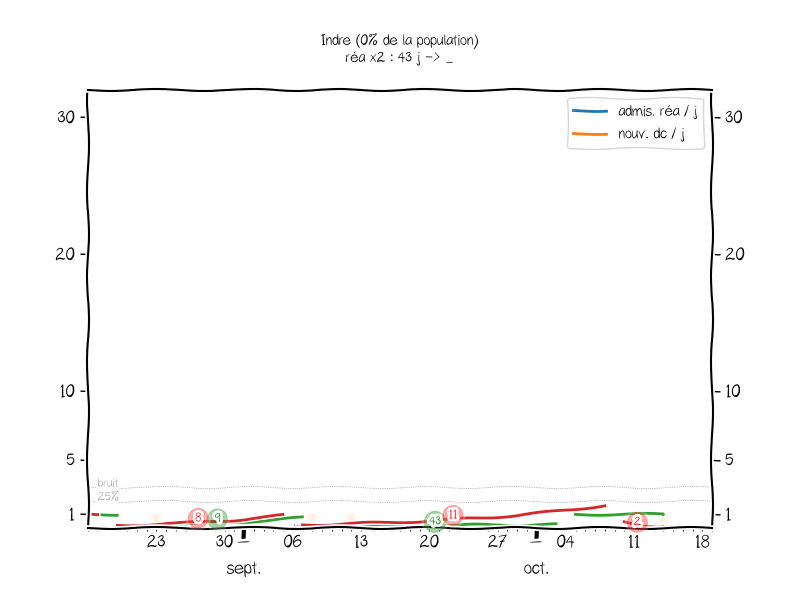 Indre (0% de la population)
réa x2 : 43 j -> _
admis. réa / j
nouv. dc / j
30 30
20 20
10 10
5 5
bruit
25%
1 1
8 9 43 11 2
23 30 06 13 20 27 04 11 18
sept. oct.